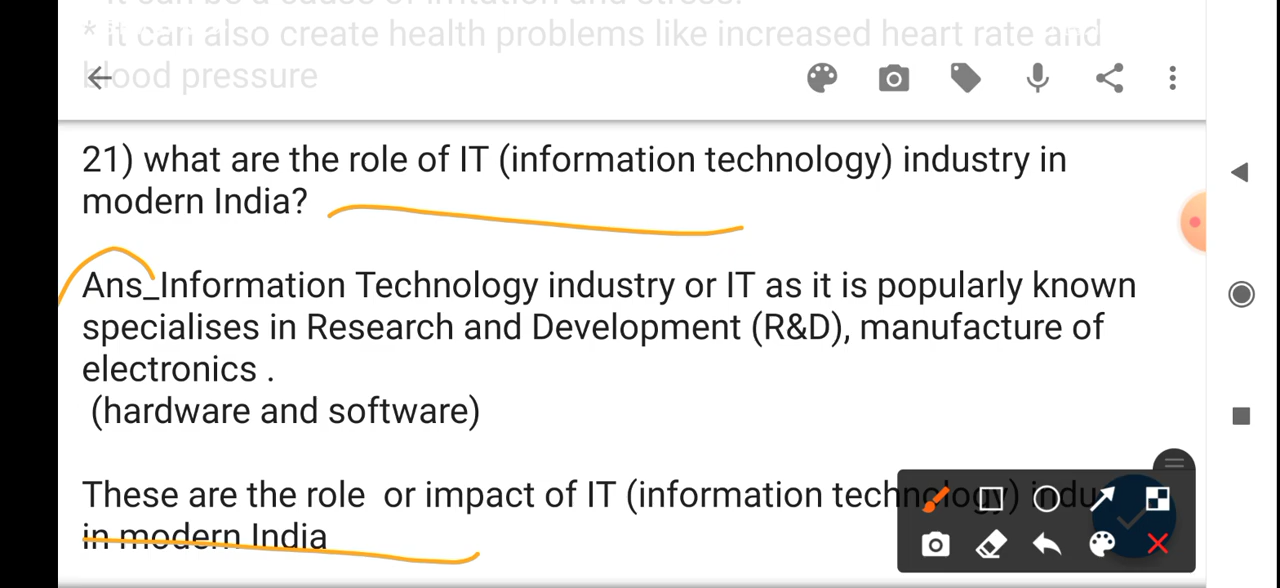 * It can also create health problems like increased heart rate and
blood pressure
21) what are the role of IT (information technology) industry in
modern India?
Ans_Information Technology industry or IT as it is popularly known
specialises in Research and Development (R&D), manufacture of
electronics .
(hardware and software)
These are the role or impact of IT (information technology) indu
in modern India